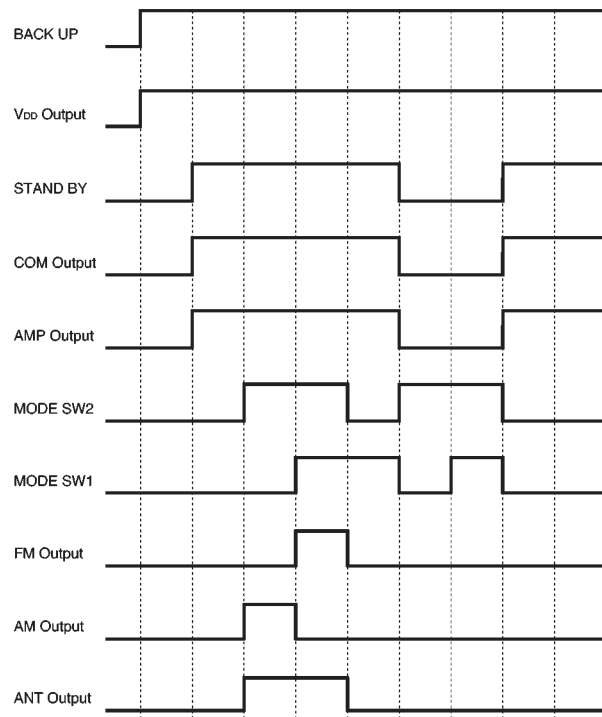 BACK UP
VDD Output
STAND BY
COM Output
AMP Output
MODE SW2
MODE SW1
FM Output
AM Output
ANT Output